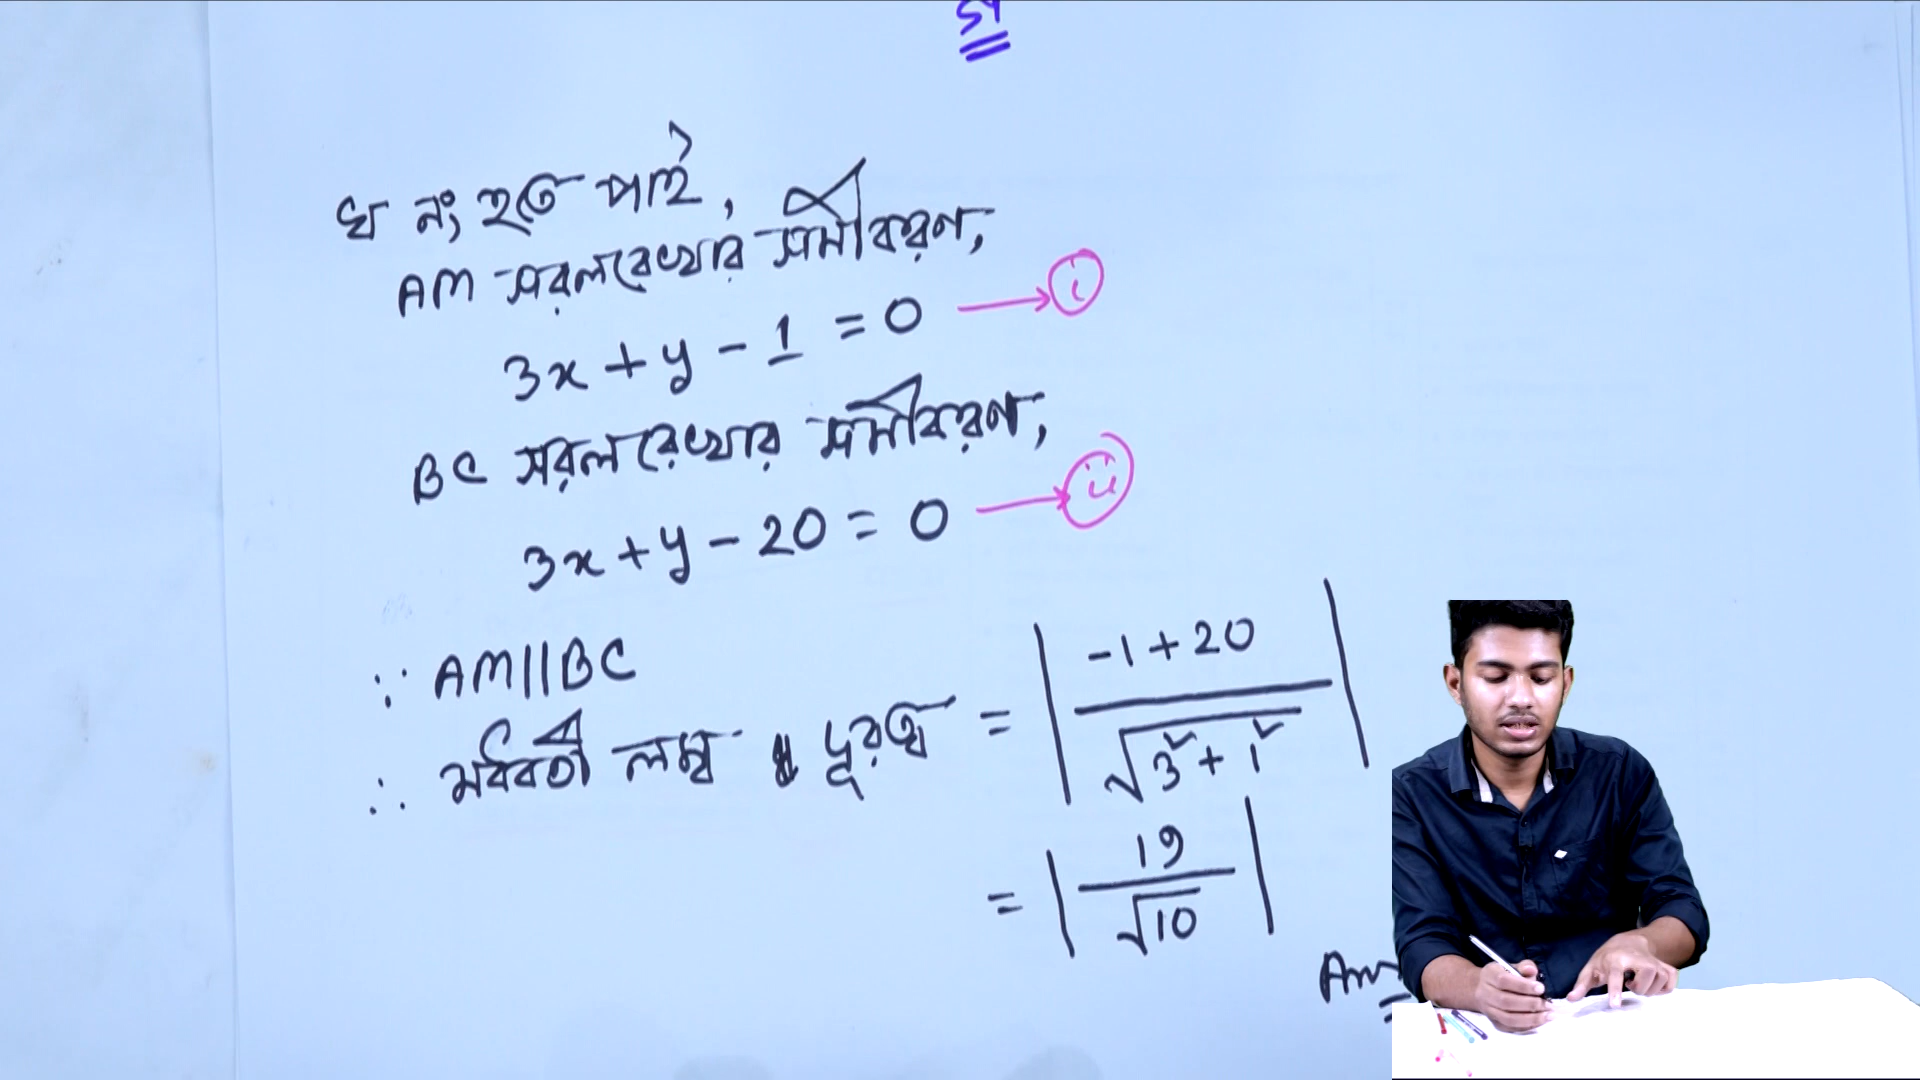 খ নং হতে পাই,
AM সরলরেখার সমীকরণ,
3x + y - 1 = 0 → i
BC সরলরেখার সমীকরণ,
3x + y - 20 = 0 → ii
∵ AM || BC
∴ মধ্যবর্তী লম্ব দূরত্ব = | (-1 + 20) / √(3² + 1²) |
= | 19 / √10 |